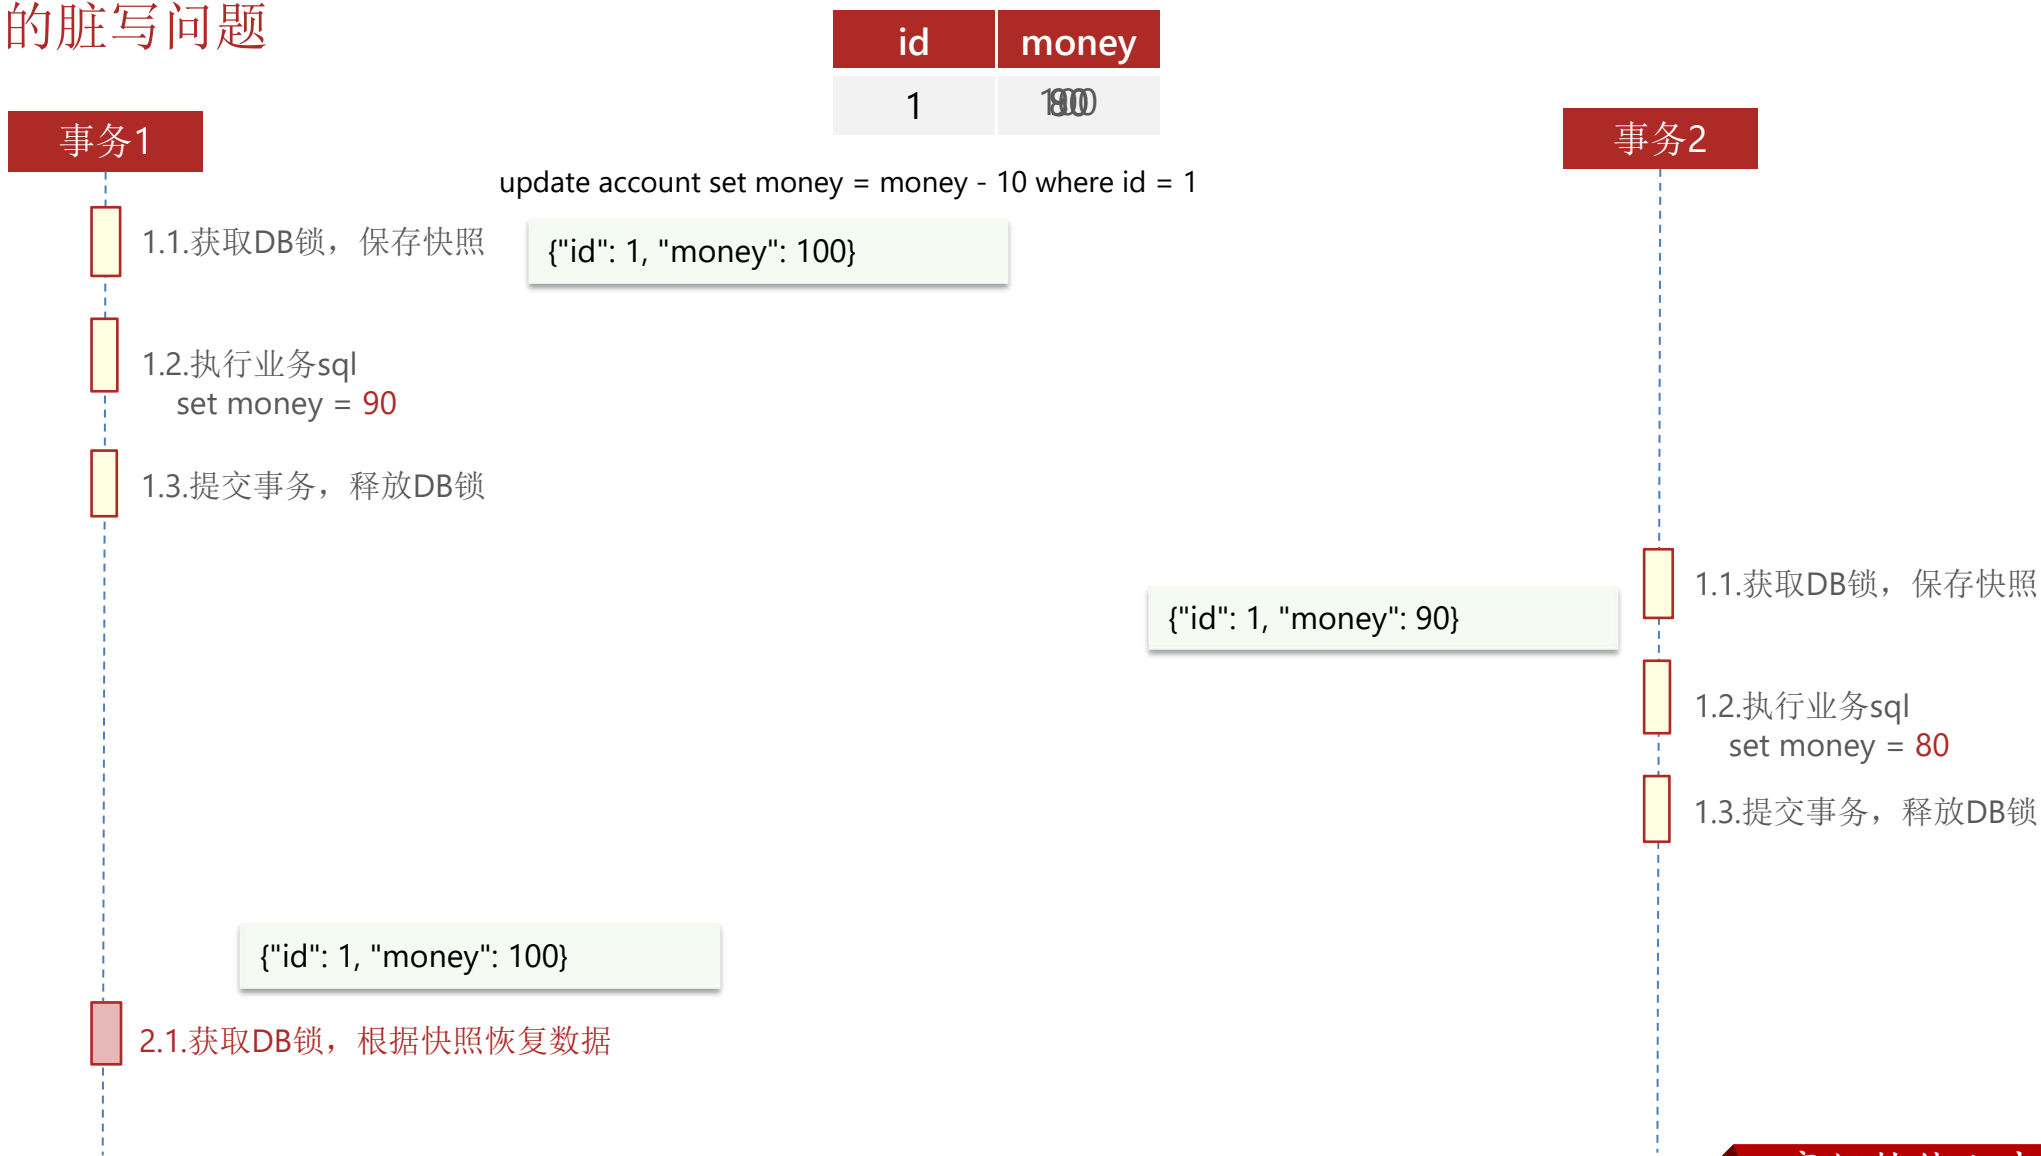 的脏写问题
id money
1
事务1
事务2
update account set money = money - 10 where id = 1
1.1.获取DB锁，保存快照
{"id": 1, "money": 100}
1.2.执行业务sql
set money = 90
1.3.提交事务，释放DB锁
1.1.获取DB锁，保存快照
{"id": 1, "money": 90}
1.2.执行业务sql
set money = 80
1.3.提交事务，释放DB锁
{"id": 1, "money": 100}
2.1.获取DB锁，根据快照恢复数据